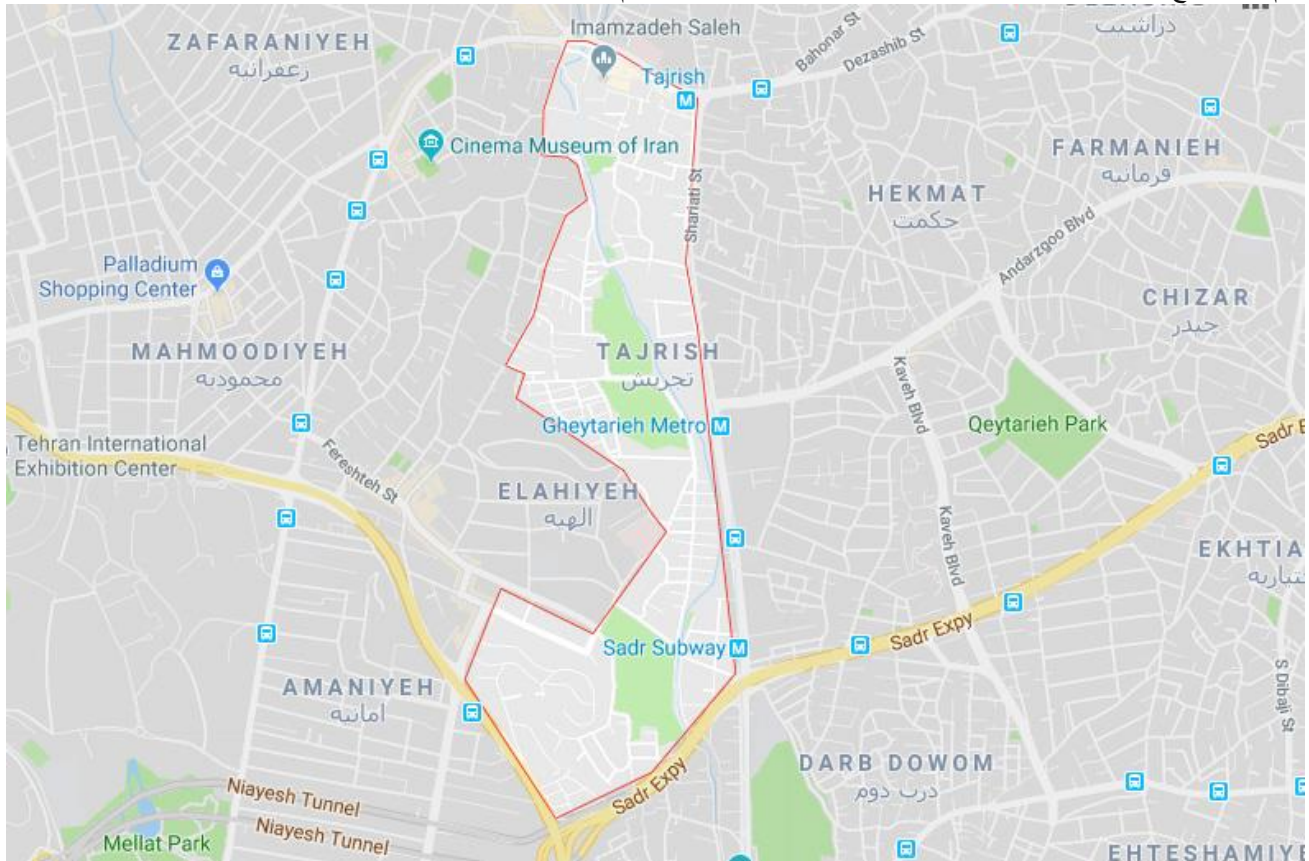 دراشيت
Imamzadeh Saleh
ZAFARANIYEH
زعفرانیه
Bahonar St
Dezashib St
Tajrish
Cinema Museum of Iran
FARMANIEH
فرمانیه
HEKMAT
حکمت
Shariati St
Andarzgoo Blvd
Palladium
Shopping Center
CHIZAR
چیذر
MAHMOODIYEH
محمودیه
TAJRISH
تجریش
Kaveh Blvd
Gheytarieh Metro
Qeytarieh Park
Tehran International
Exhibition Center
Sadr E
Fereshteh St
ELAHIYEH
الهیه
Kaveh Blvd
EKHTIA
ختیاریه
Sadr Expy
Sadr Subway
S Dibaji St
AMANIYEH
امانیه
DARB DOWOM
درب دوم
Sadr Expy
Niayesh Tunnel
Niayesh Tunnel
Mellat Park
EHTESHAMIYE